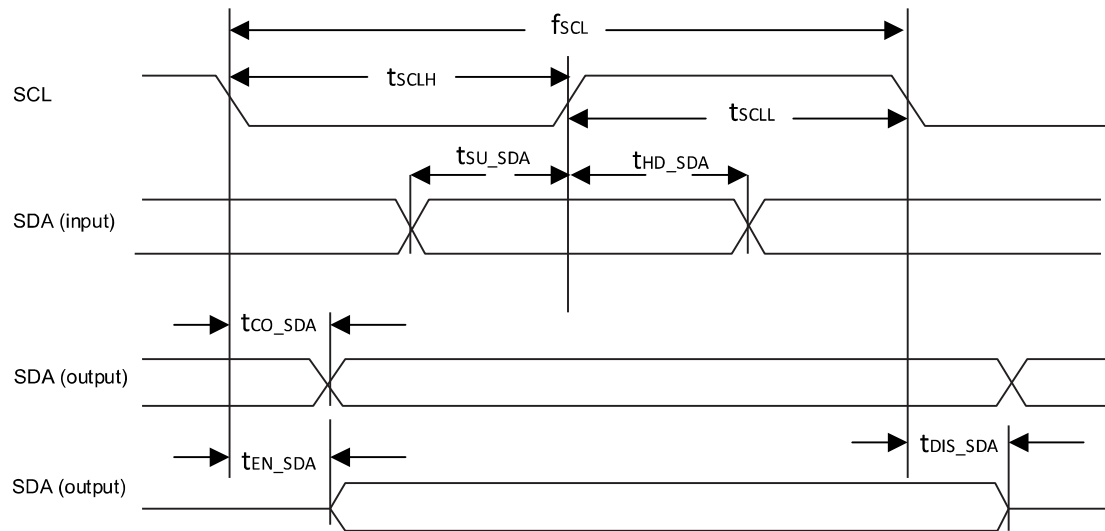 fSCL
SCL
tSCLH
tSCLL
tSU_SDA
tHD_SDA
SDA (input)
tCO_SDA
SDA (output)
tEN_SDA
tDIS_SDA
SDA (output)